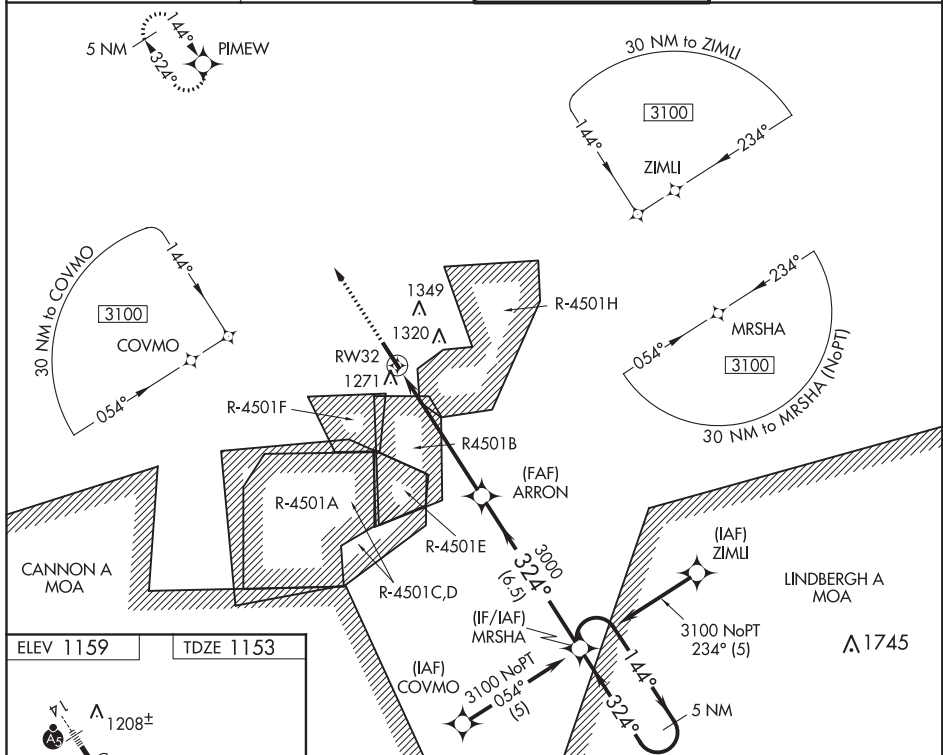 144°
5 NM
324°
PIMEW
30 NM to ZIMLI
3100
144°
234°
ZIMLI
30 NM to COVMO
144°
3100
COVMO
054°
234°
MRSHA
054°
3100
30 NM to MRSHA (NoPT)
1349
1320
R-4501H
RW32
1271
R-4501F
R4501B
(FAF)
ARRON
R-4501A
R-4501E
R-4501C,D
CANNON A
MOA
3000
324°
(6.5)
(IAF)
ZIMLI
LINDBERGH A
MOA
(IF/IAF)
MRSHA
3100 NoPT
234° (5)
1745
144°
324°
5 NM
(IAF)
COVMO
3100 NoPT
054°
(5)
ELEV 1159
TDZE 1153
14
1208±
A5